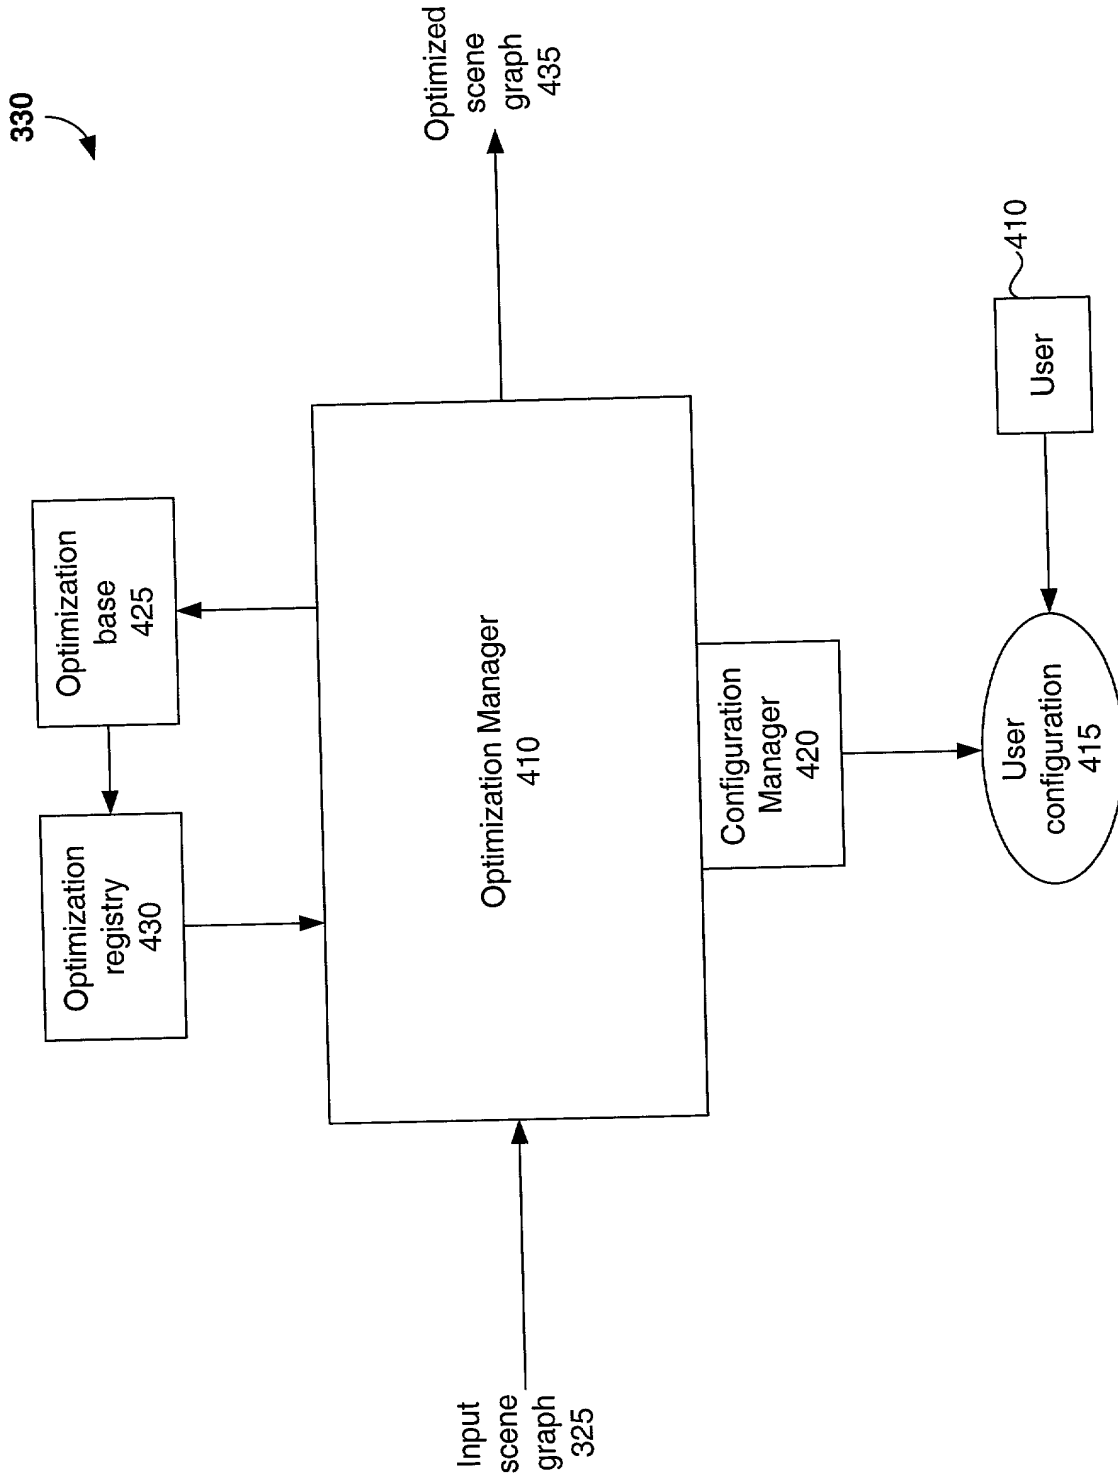 330
Optimization
registry
430
Optimization
base
425
Input
scene
graph
325
Optimization Manager
410
Optimized
scene
graph
435
Configuration
Manager
420
User
configuration
415
User
410